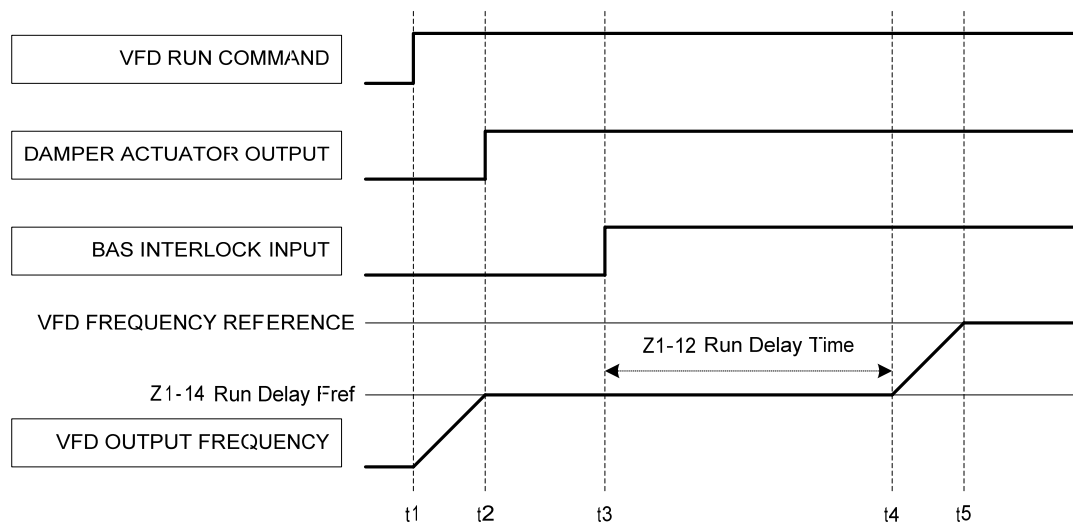 VFD RUN COMMAND
DAMPER ACTUATOR OUTPUT
BAS INTERLOCK INPUT
VFD FREQUENCY REFERENCE
Z1-12 Run Delay Time
Z1-14 Run Delay Fref
VFD OUTPUT FREQUENCY
t1 t2 t3 t4 t5